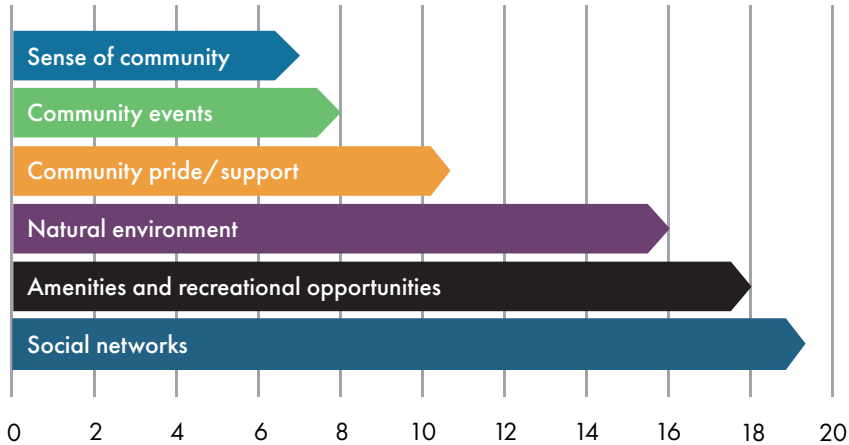 Sense of community
Community events
Community pride/support
Natural environment
Amenities and recreational opportunities
Social networks
0 2 4 6 8 10 12 14 16 18 20